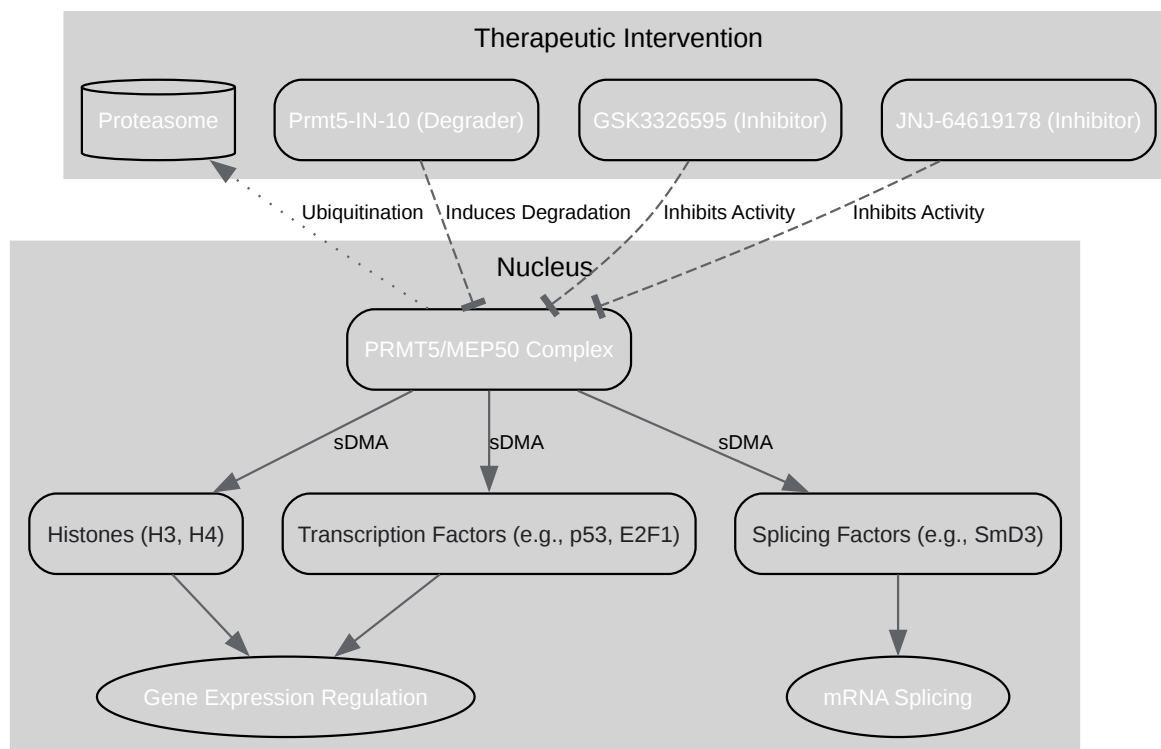 Therapeutic Intervention
Proteasome
Prmt5-IN-10 (Degrader)
GSK3326595 (Inhibitor)
JNJ-64619178 (Inhibitor)
Ubiquitination
Induces Degradation
Inhibits Activity
Inhibits Activity
Nucleus
PRMT5/MEP50 Complex
sDMA
sDMA
sDMA
Histones (H3, H4)
Transcription Factors (e.g., p53, E2F1)
Splicing Factors (e.g., SmD3)
Gene Expression Regulation
mRNA Splicing